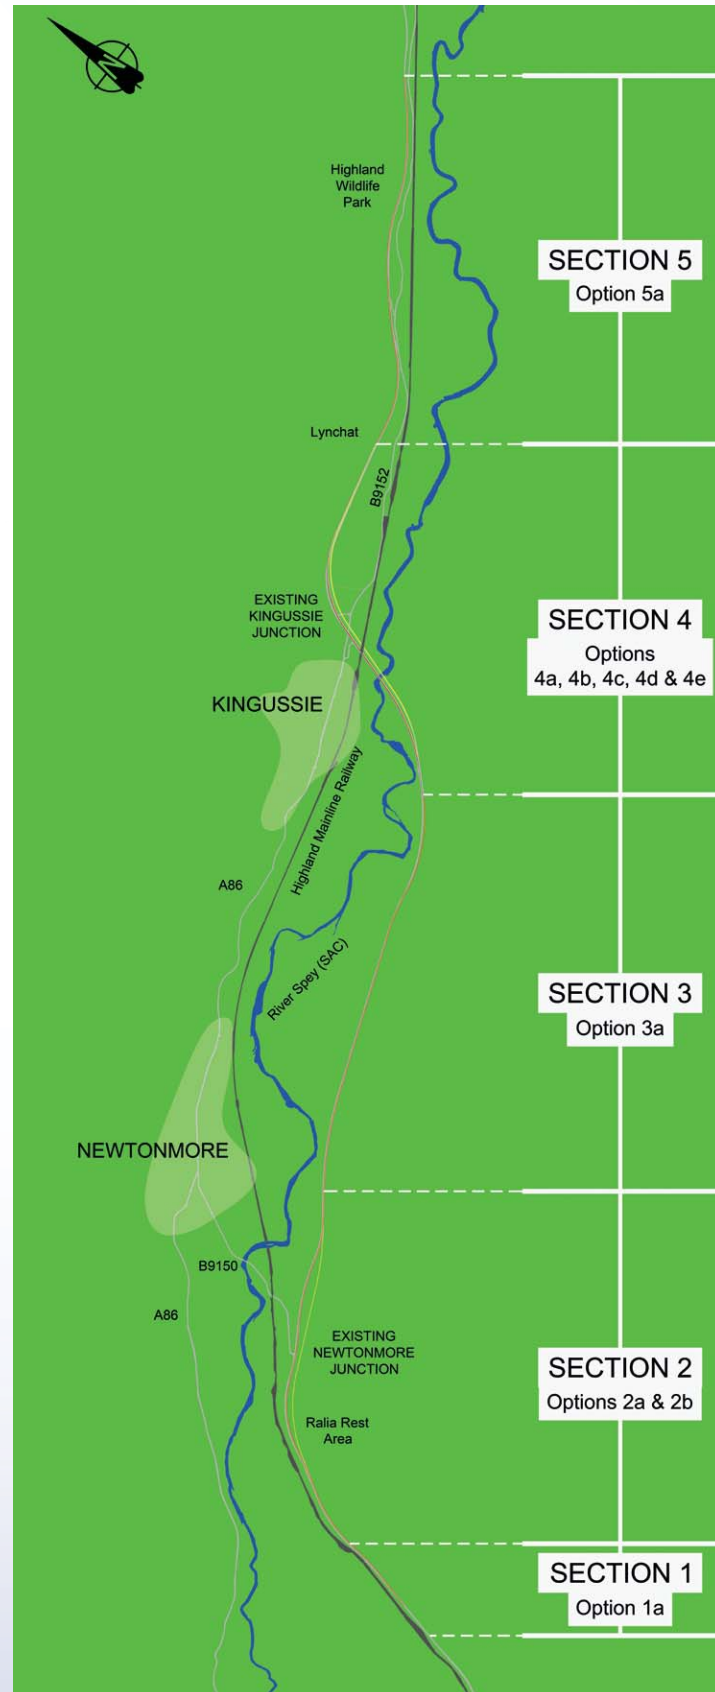 Highland
Wildlife
Park
SECTION 5
Option 5a
Lynchat
B9152
EXISTING
KINGUSSIE
JUNCTION
SECTION 4
Options
4a, 4b, 4c, 4d & 4e
KINGUSSIE
Highland Mainline Railway
A86
River Spey (SAC)
SECTION 3
Option 3a
NEWTONMORE
B9150
A86
EXISTING
NEWTONMORE
JUNCTION
SECTION 2
Options 2a & 2b
Ralia Rest
Area
SECTION 1
Option 1a